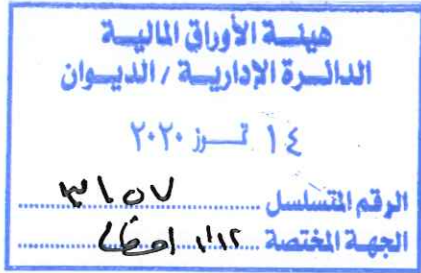 هيئة الأوراق المالية
الدائرة الإدارية / الديوان
١٤ تموز ٢٠٢٠
الرقم المتسلسل ٣١٥٧
الجهة المختصة